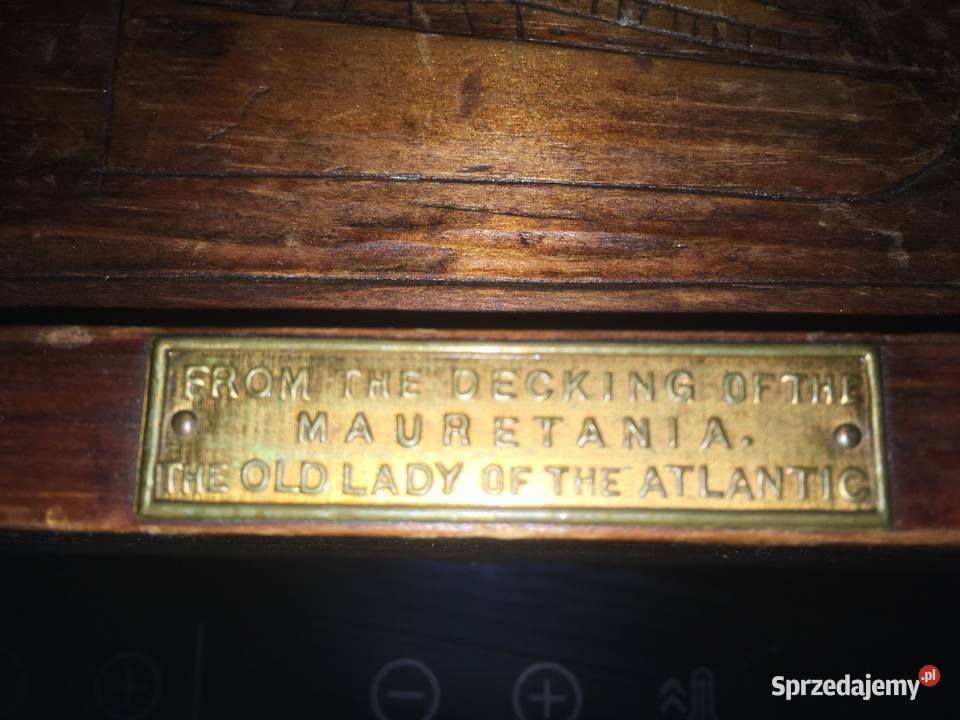 FROM THE DECKING OF THE
MAURETANIA.
THE OLD LADY OF THE ATLANTIC
Sprzedajemy.pl